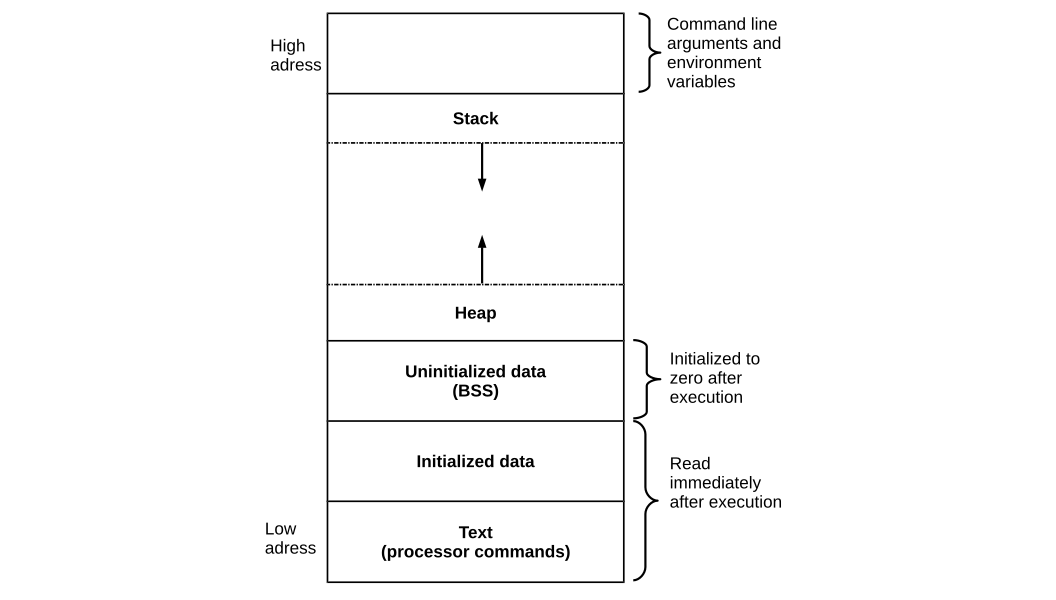 High
adress
Command line
arguments and
environment
variables
Stack
Heap
Uninitialized data
(BSS)
Initialized to
zero after
execution
Initialized data
Read
immediately
after execution
Low
adress
Text
(processor commands)